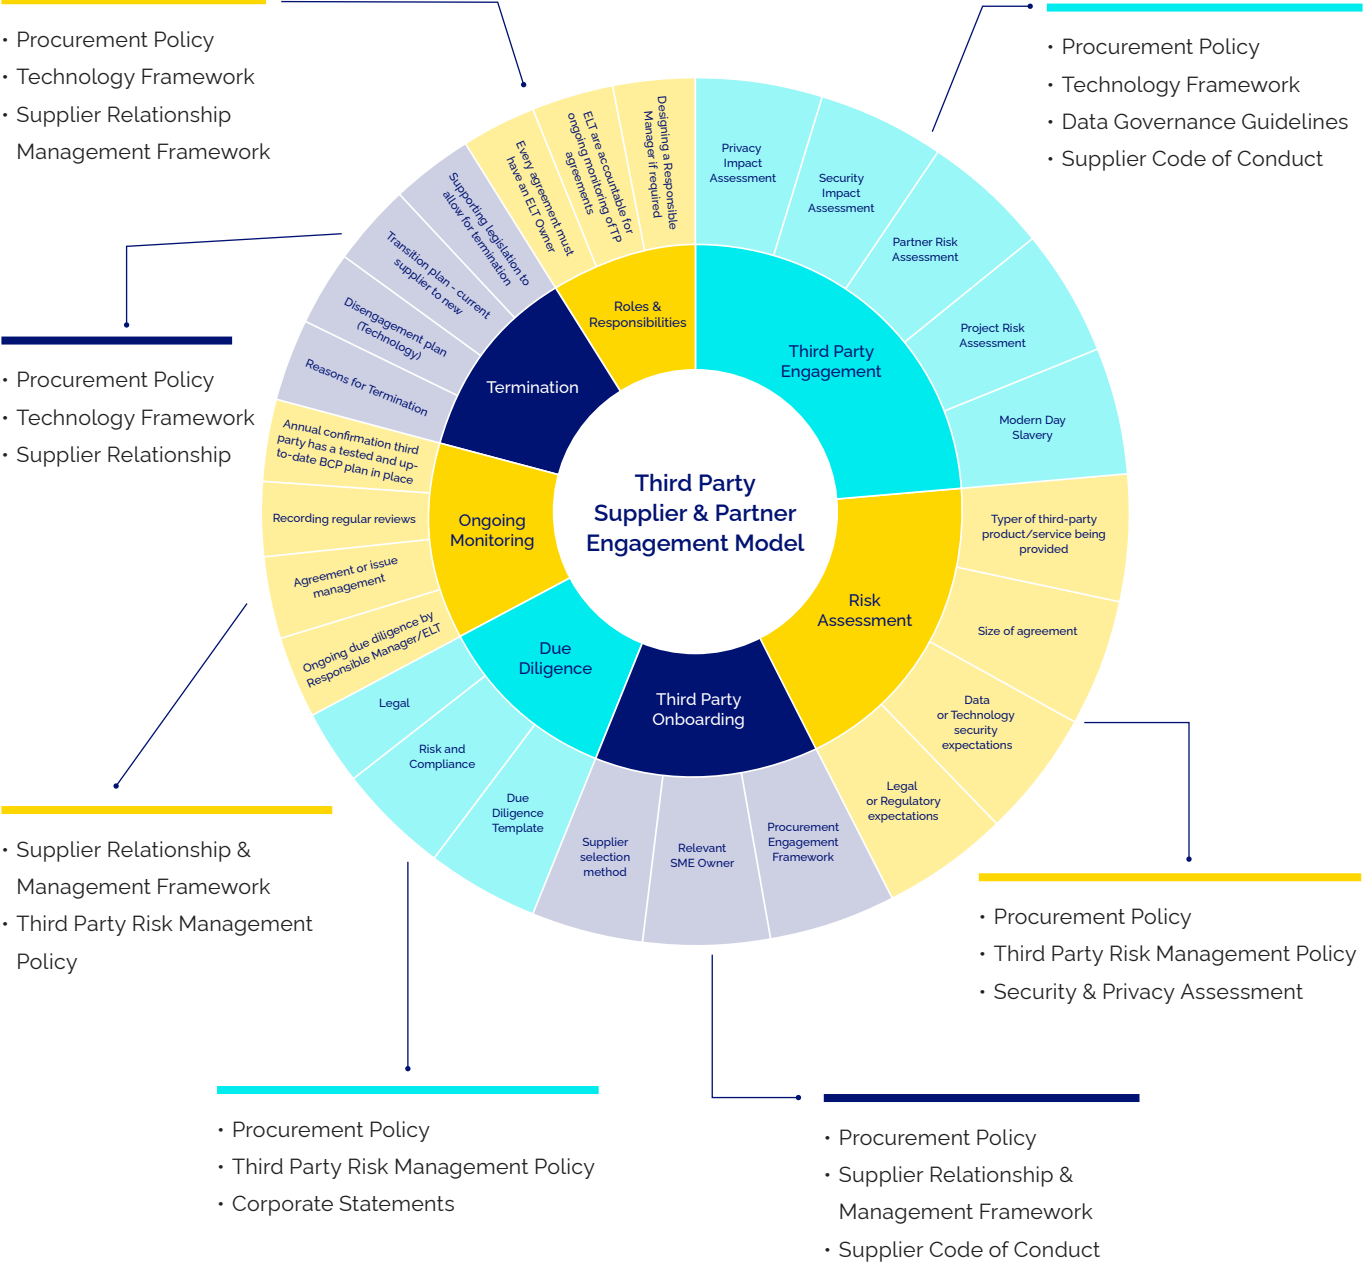 • Procurement Policy
• Technology Framework
• Supplier Relationship
Management Framework
• Procurement Policy
• Technology Framework
• Data Governance Guidelines
• Supplier Code of Conduct
• Procurement Policy
• Technology Framework
• Supplier Relationship
Third Party
Supplier & Partner
Engagement Model
Roles &
Responsibilities
Every agreement must
have an ELT Owner
ELT are accountable for
ongoing monitoring of TP
agreements
Designing a Responsible
Manager if required
Third Party
Engagement
Privacy
Impact
Assessment
Security
Impact
Assessment
Partner Risk
Assessment
Project Risk
Assessment
Modern Day
Slavery
Risk
Assessment
Typer of third-party
product/service being
provided
Size of agreement
Data
or Technology
security
expectations
Legal
or Regulatory
expectations
Third Party
Onboarding
Procurement
Engagement
Framework
Relevant
SME Owner
Supplier
selection
method
Due
Diligence
Due
Diligence
Template
Risk and
Compliance
Legal
Ongoing
Monitoring
Ongoing due diligence by
Responsible Manager/ELT
Agreement or issue
management
Recording regular reviews
Annual confirmation third
party has a tested and up-
to-date BCP plan in place
Termination
Reasons for Termination
Disengagement plan
(Technology)
Transition plan - current
supplier to new
Supporting legislation to
allow for termination
• Supplier Relationship &
Management Framework
• Third Party Risk Management
Policy
• Procurement Policy
• Third Party Risk Management Policy
• Security & Privacy Assessment
• Procurement Policy
• Third Party Risk Management Policy
• Corporate Statements
• Procurement Policy
• Supplier Relationship &
Management Framework
• Supplier Code of Conduct